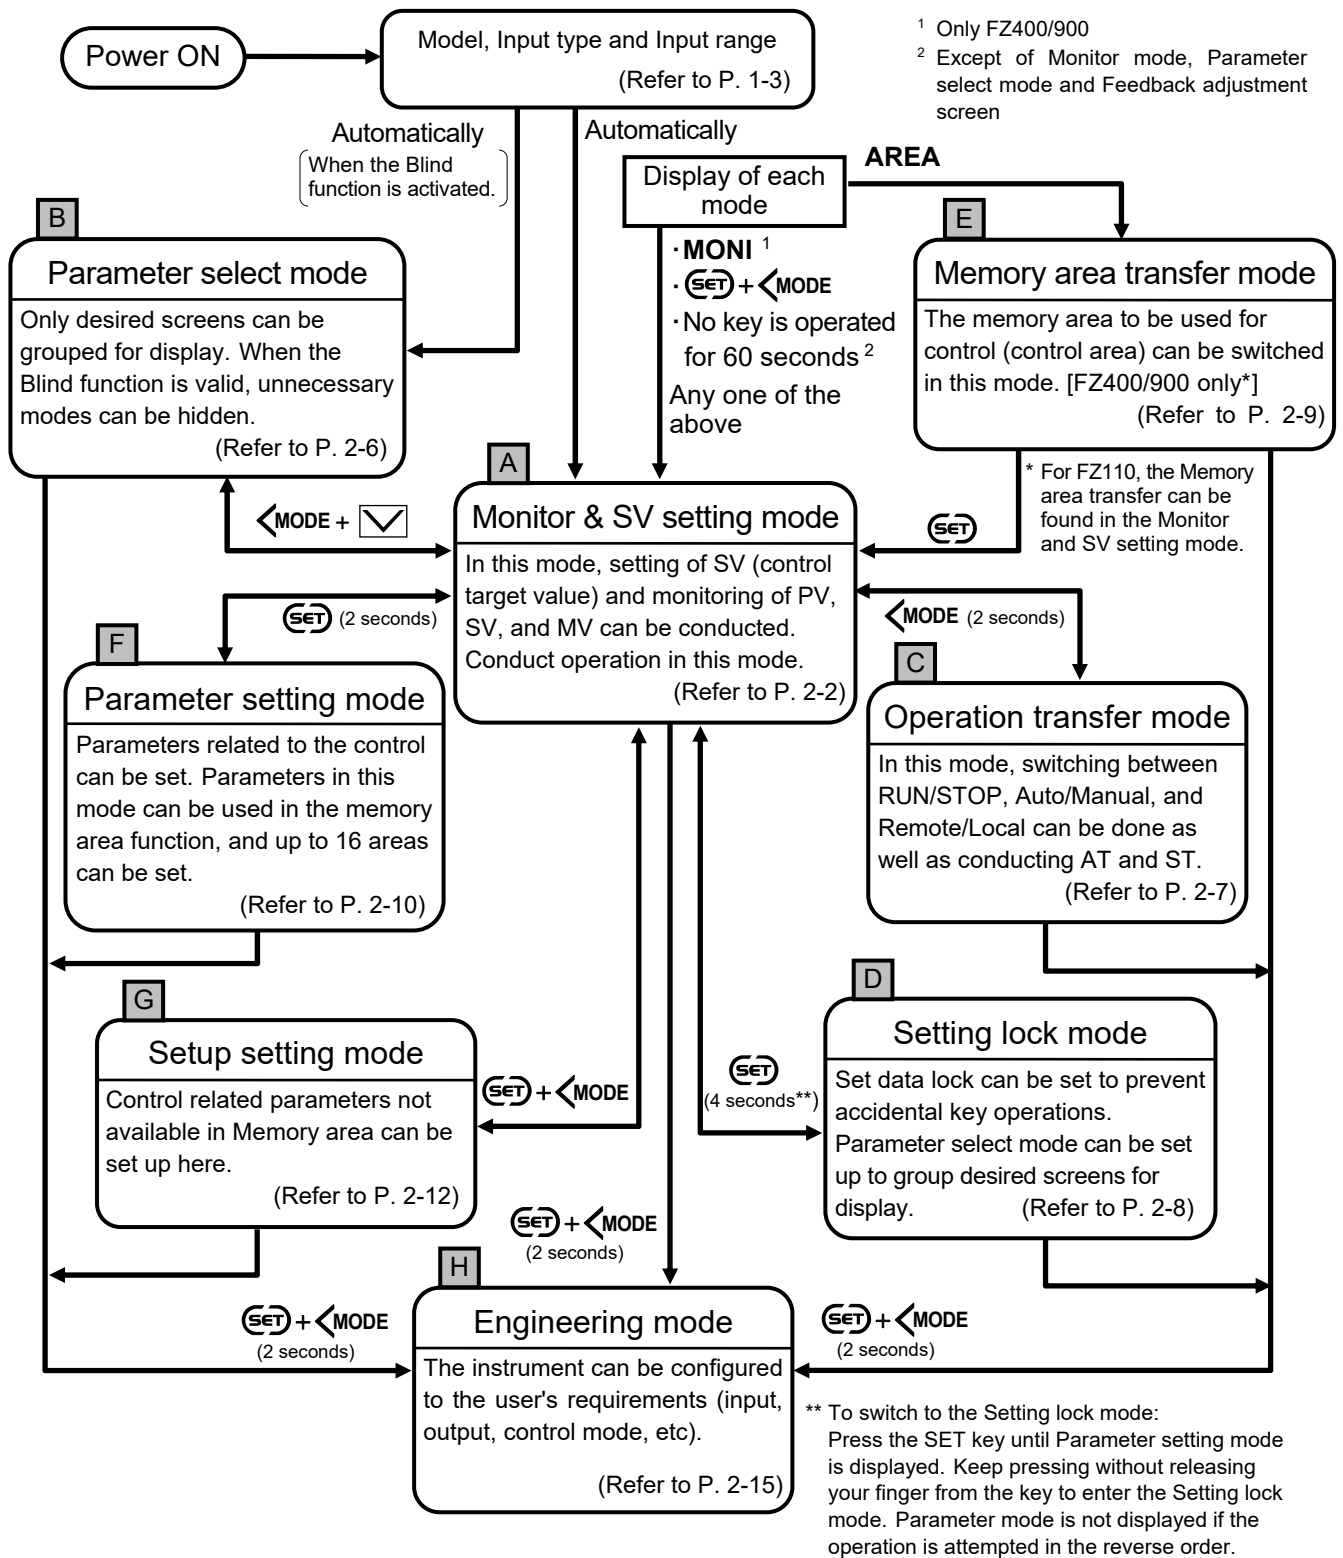 Power ON
Model, Input type and Input range
(Refer to P. 1-3)
1 Only FZ400/900
2 Except of Monitor mode, Parameter
select mode and Feedback adjustment
screen
Automatically
(When the Blind
function is activated.)
Automatically
Display of each
mode
AREA
·MONI 1
·SET+<MODE
·No key is operated
for 60 seconds 2
Any one of the
above
B
Parameter select mode
Only desired screens can be
grouped for display. When the
Blind function is valid, unnecessary
modes can be hidden.
(Refer to P. 2-6)
E
Memory area transfer mode
The memory area to be used for
control (control area) can be switched
in this mode. [FZ400/900 only*]
(Refer to P. 2-9)
* For FZ110, the Memory
area transfer can be
found in the Monitor
and SV setting mode.
<MODE +
SET
A
Monitor & SV setting mode
In this mode, setting of SV (control
target value) and monitoring of PV,
SV, and MV can be conducted.
Conduct operation in this mode.
(Refer to P. 2-2)
SET (2 seconds)
<MODE (2 seconds)
F
Parameter setting mode
Parameters related to the control
can be set. Parameters in this
mode can be used in the memory
area function, and up to 16 areas
can be set.
(Refer to P. 2-10)
C
Operation transfer mode
In this mode, switching between
RUN/STOP, Auto/Manual, and
Remote/Local can be done as
well as conducting AT and ST.
(Refer to P. 2-7)
G
Setup setting mode
Control related parameters not
available in Memory area can be
set up here.
(Refer to P. 2-12)
SET+<MODE
SET
(4 seconds**)
D
Setting lock mode
Set data lock can be set to prevent
accidental key operations.
Parameter select mode can be set
up to group desired screens for
display. (Refer to P. 2-8)
SET+<MODE
(2 seconds)
SET+<MODE
(2 seconds)
SET+<MODE
(2 seconds)
H
Engineering mode
The instrument can be configured
to the user's requirements (input,
output, control mode, etc).
(Refer to P. 2-15)
** To switch to the Setting lock mode:
Press the SET key until Parameter setting mode
is displayed. Keep pressing without releasing
your finger from the key to enter the Setting lock
mode. Parameter mode is not displayed if the
operation is attempted in the reverse order.